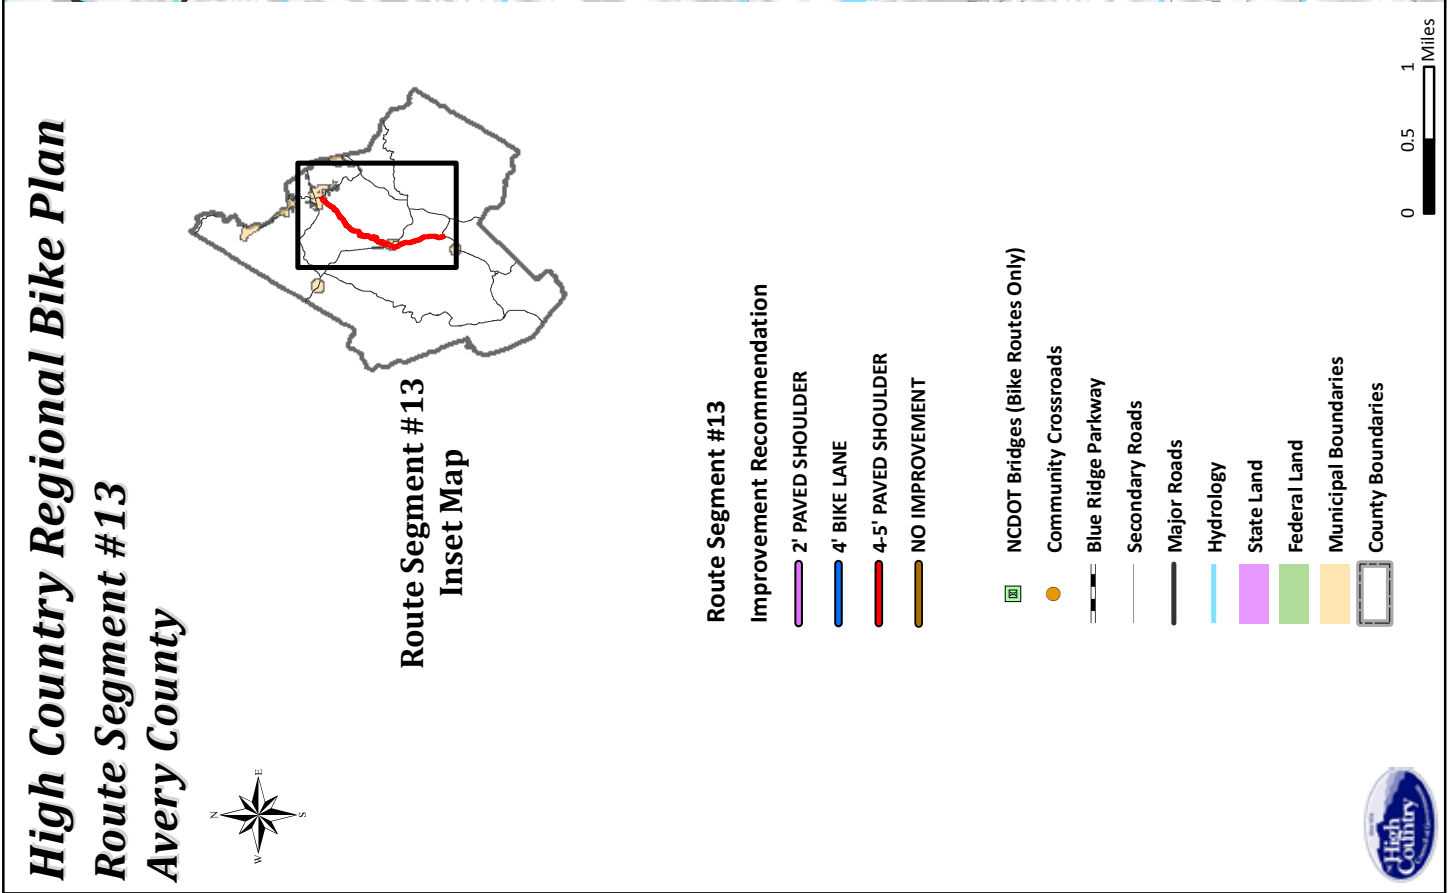 High Country Regional Bike Plan
Route Segment #13
Avery County
N
W
E
S
Route Segment #13
Inset Map
Route Segment #13
Improvement Recommendation
2' PAVED SHOULDER
4' BIKE LANE
4-5' PAVED SHOULDER
NO IMPROVEMENT
NCDOT Bridges (Bike Routes Only)
Community Crossroads
Blue Ridge Parkway
Secondary Roads
Major Roads
Hydrology
State Land
Federal Land
Municipal Boundaries
County Boundaries
0 0.5 1
Miles
High
Country